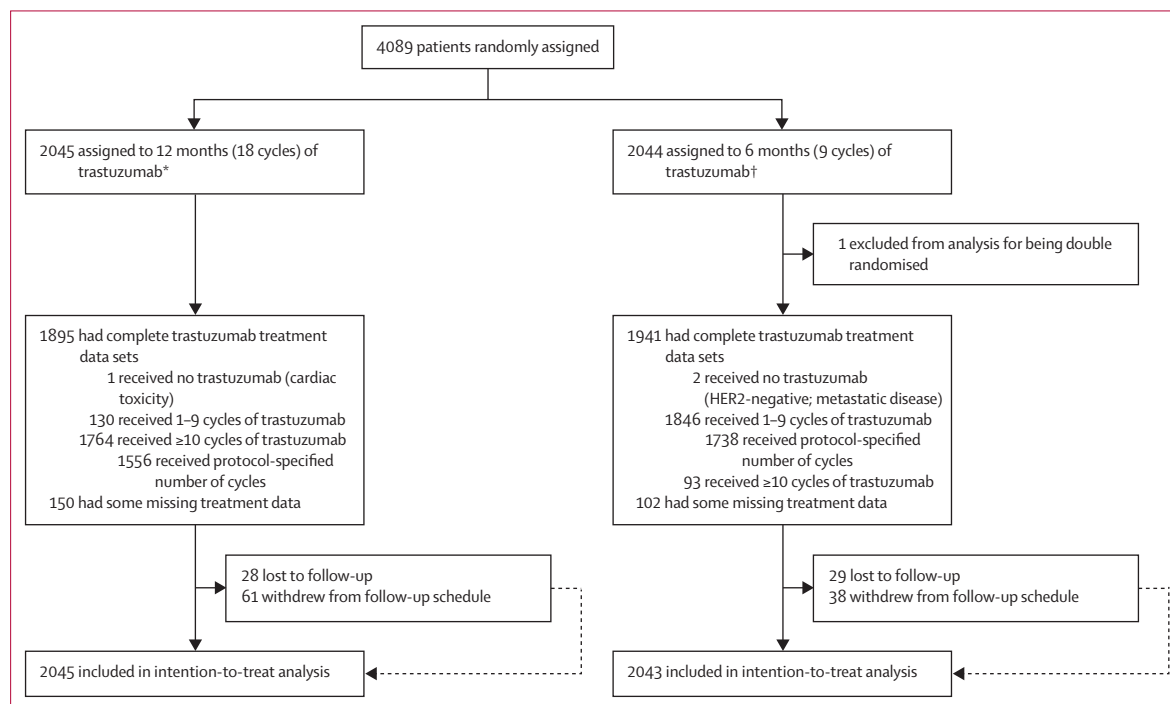 4089 patients randomly assigned
2045 assigned to 12 months (18 cycles) of
trastuzumab*
2044 assigned to 6 months (9 cycles) of
trastuzumab†
1 excluded from analysis for being double
randomised
1895 had complete trastuzumab treatment
data sets
1 received no trastuzumab (cardiac
toxicity)
130 received 1–9 cycles of trastuzumab
1764 received ≥10 cycles of trastuzumab
1556 received protocol-specified
number of cycles
150 had some missing treatment data
1941 had complete trastuzumab treatment
data sets
2 received no trastuzumab
(HER2-negative; metastatic disease)
1846 received 1–9 cycles of trastuzumab
1738 received protocol-specified
number of cycles
93 received ≥10 cycles of trastuzumab
102 had some missing treatment data
28 lost to follow-up
61 withdrew from follow-up schedule
29 lost to follow-up
38 withdrew from follow-up schedule
2045 included in intention-to-treat analysis
2043 included in intention-to-treat analysis